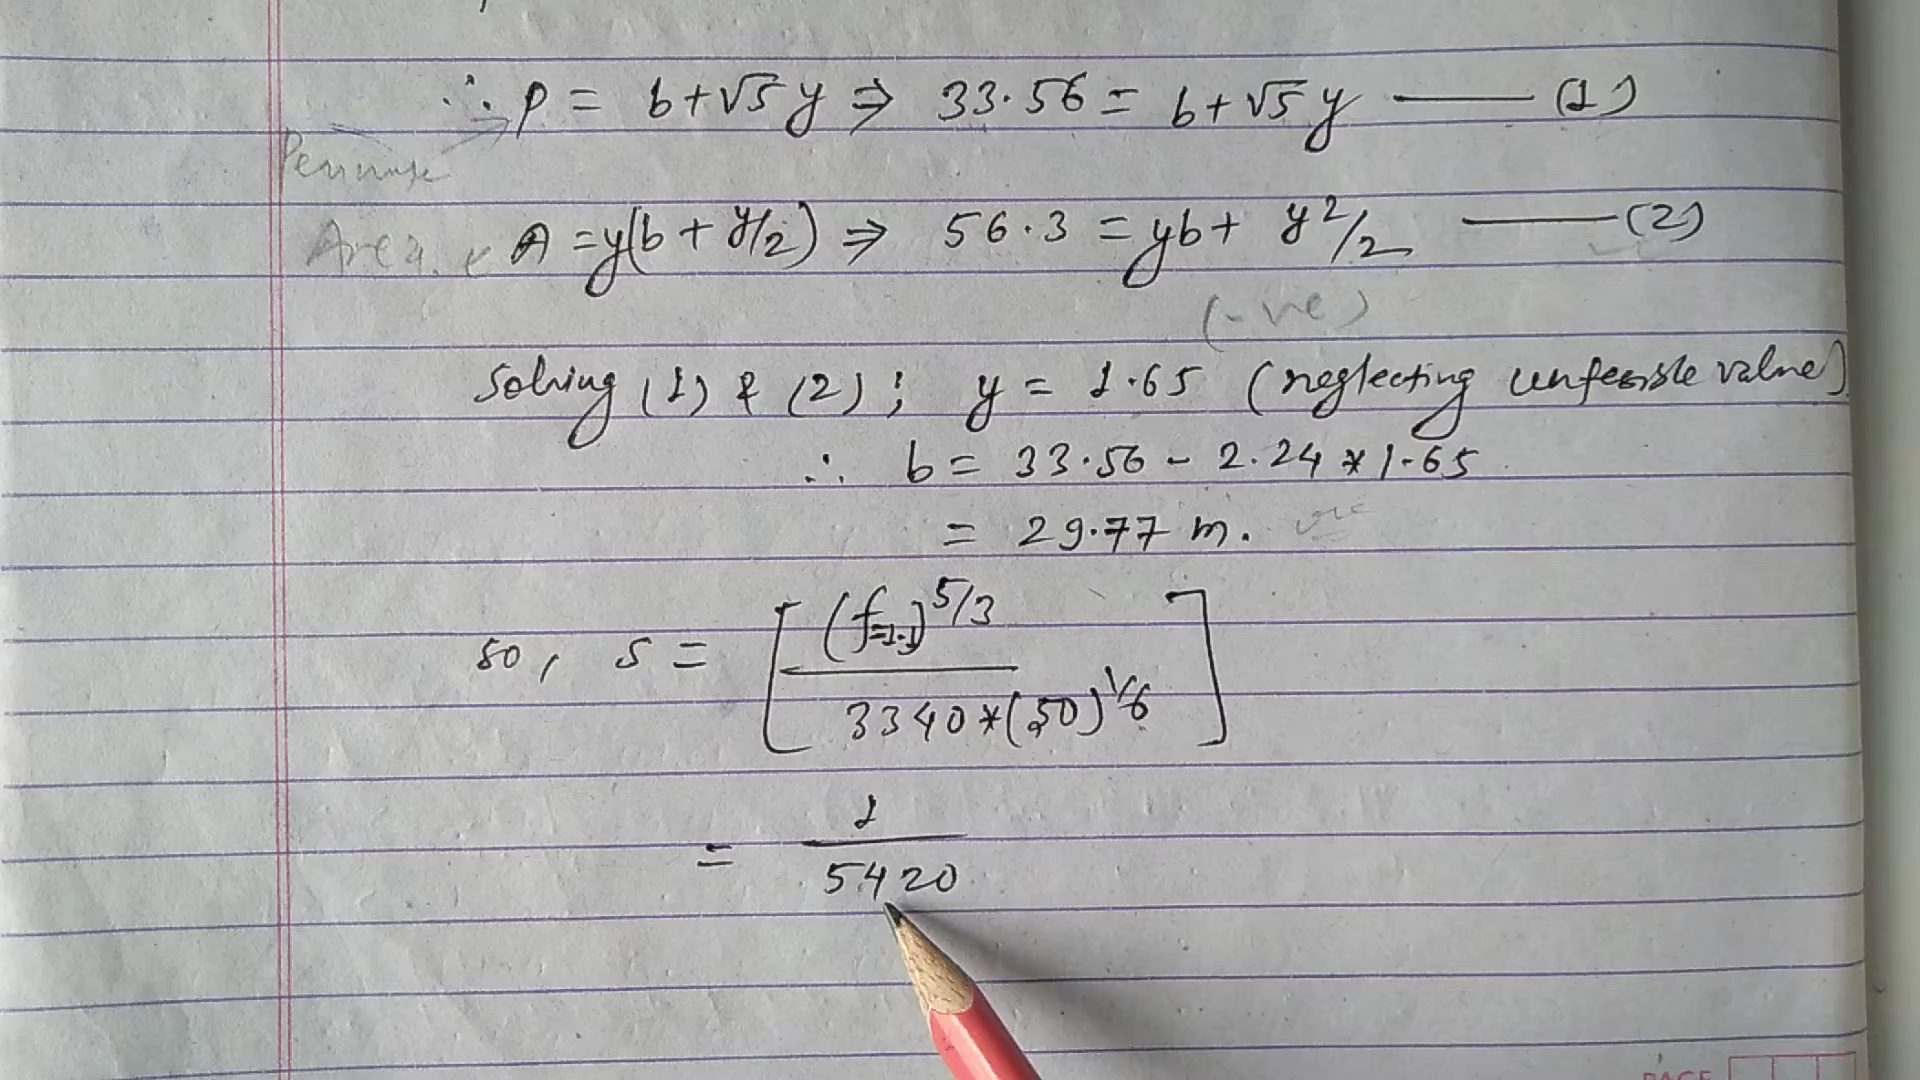 ∴ P = b+√5 y ⇒ 33.56 = b+√5 y —— (1)
Area A = y(b + y/2) ⇒ 56.3 = yb + y²/2 —— (2)
(-ve)
Solving (1) & (2); y = 1.65 (neglecting unfesible value)
∴ b = 33.56 - 2.24 * 1.65
= 29.77 m.
so, S = [(f=1.1)^5/3 / 3340*(50)^1/6]
= 1/5420
PAGE